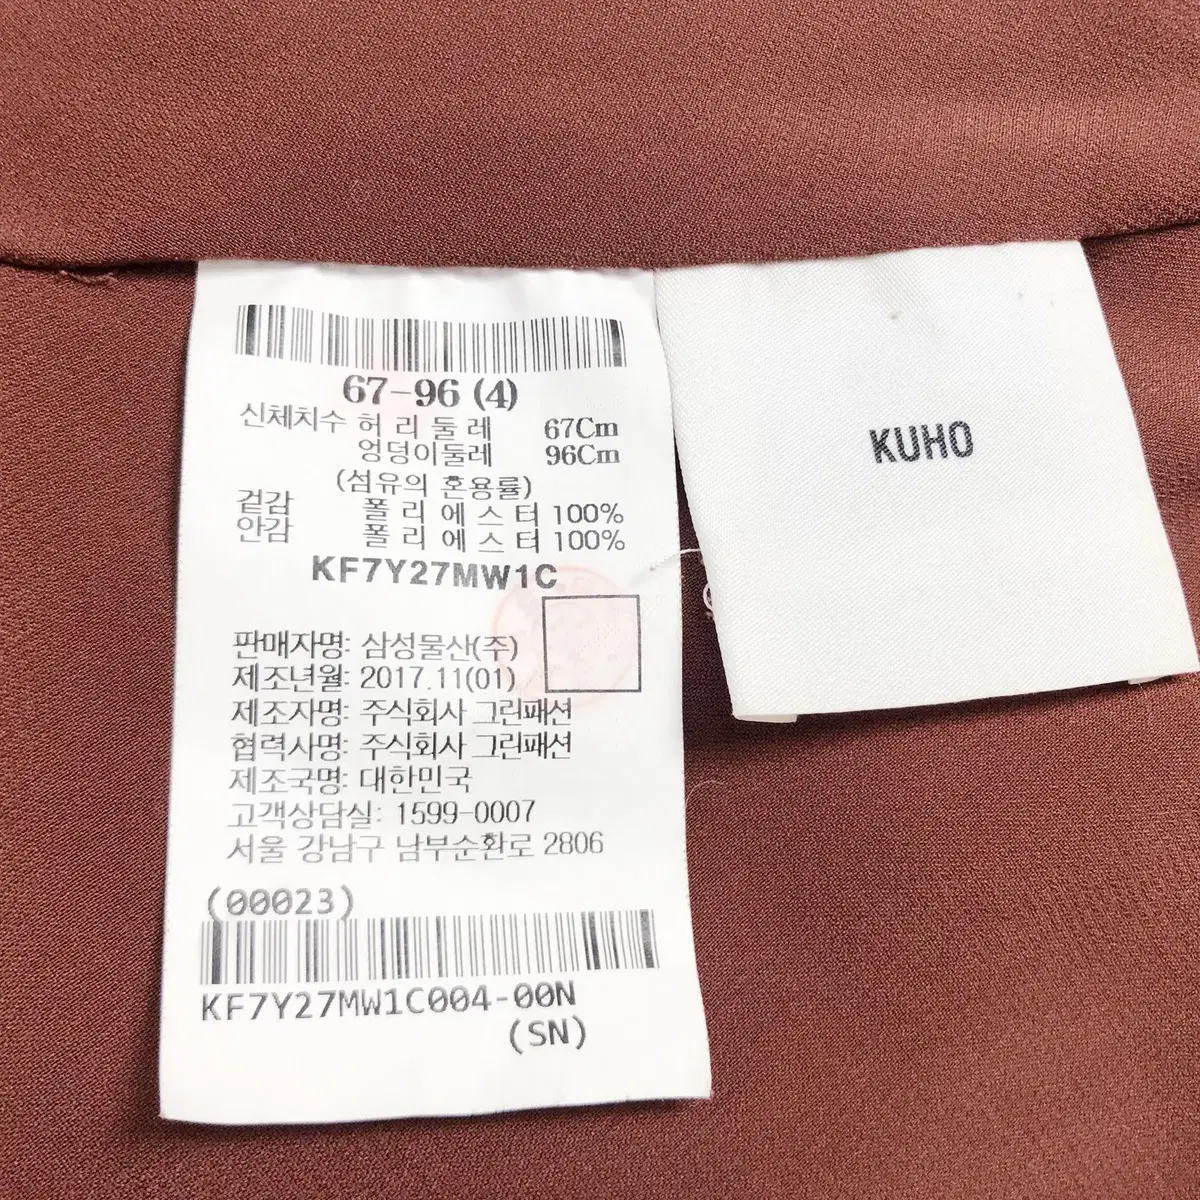 67-96 (4)
신체치수 허리둘레 67Cm
엉덩이둘레 96Cm
(섬유의 혼용률)
겉감 폴리에스터 100%
안감 폴리에스터 100%
KF7Y27MW1C
판매자명: 삼성물산(주)
제조년월: 2017.11(01)
제조자명: 주식회사 그린패션
협력사명: 주식회사 그린패션
제조국명: 대한민국
고객상담실: 1599-0007
서울 강남구 남부순환로 2806
(00023)
KF7Y27MW1C004-00N
(SN)
KUHO